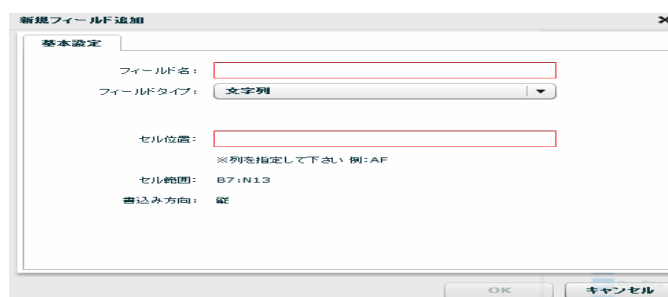 新規フィールド追加
基本設定
フィールド名:
フィールドタイプ: 文字列
セル位置:
※列を指定して下さい 例:AF
セル範囲: B7:N13
書込み方向: 縦
OK キャンセル